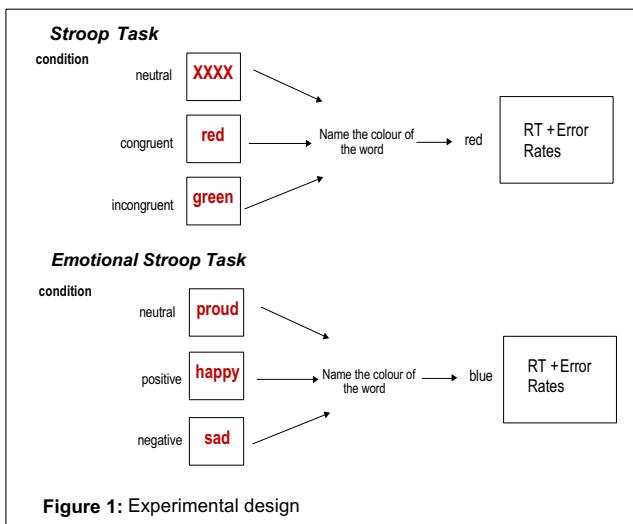 Stroop Task
condition
neutral XXXX
congruent red
incongruent green
Name the colour of
the word
red
RT +Error
Rates
Emotional Stroop Task
condition
neutral proud
positive happy
negative sad
Name the colour of
the word
blue
RT +Error
Rates
Figure 1: Experimental design